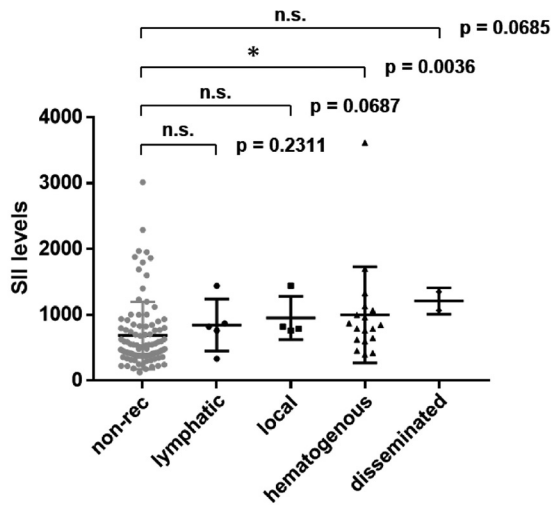 n.s.
p = 0.0685
*
p = 0.0036
n.s.
p = 0.0687
n.s.
p = 0.2311
4000
3000
2000
1000
0
SII levels
non-rec
lymphatic
local
hematogenous
disseminated